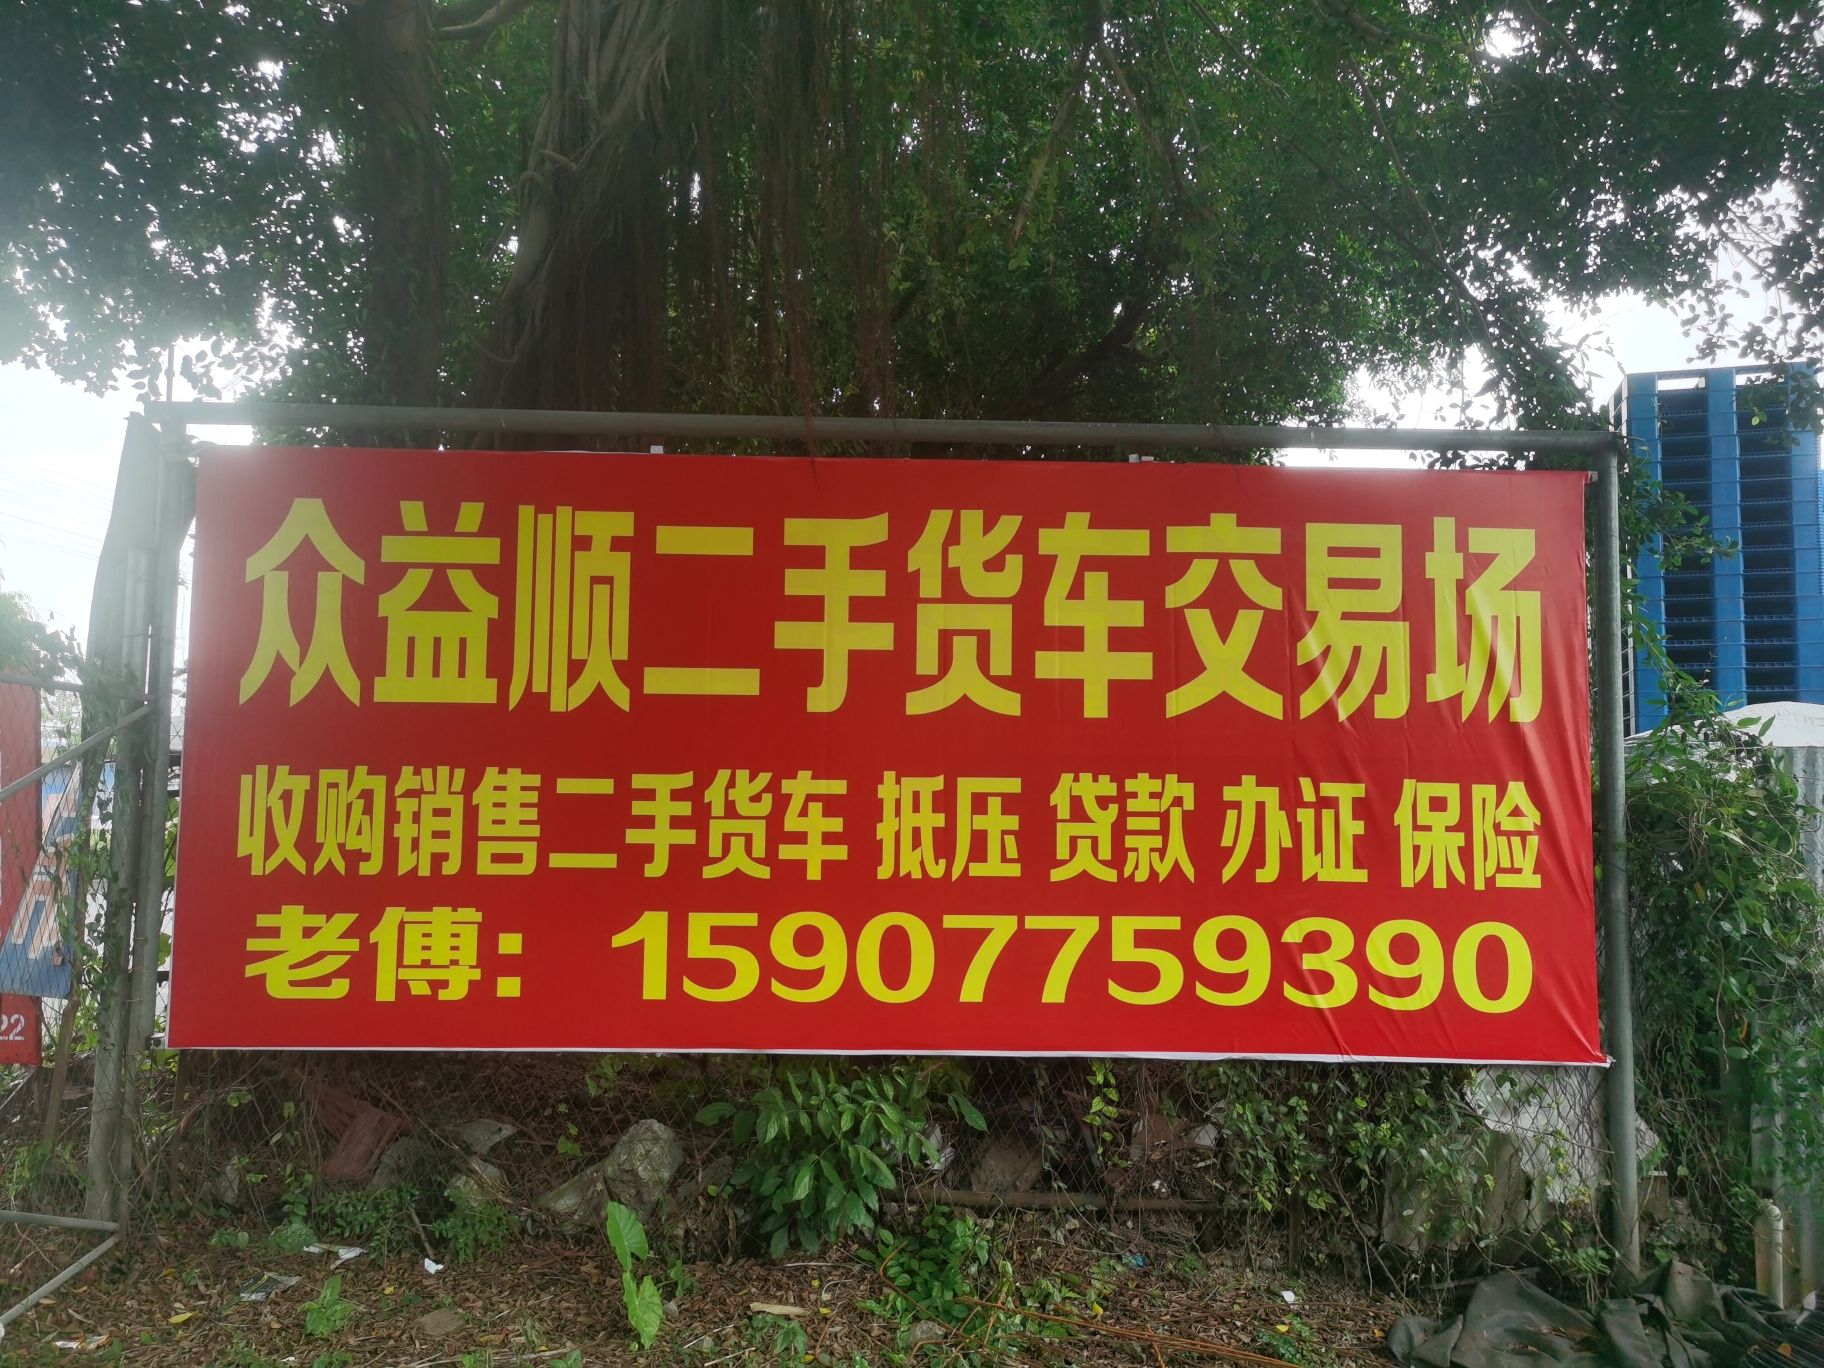 众益顺二手货车交易场
收购销售二手货车 抵压 贷款 办证 保险
老傅：15907759390
22